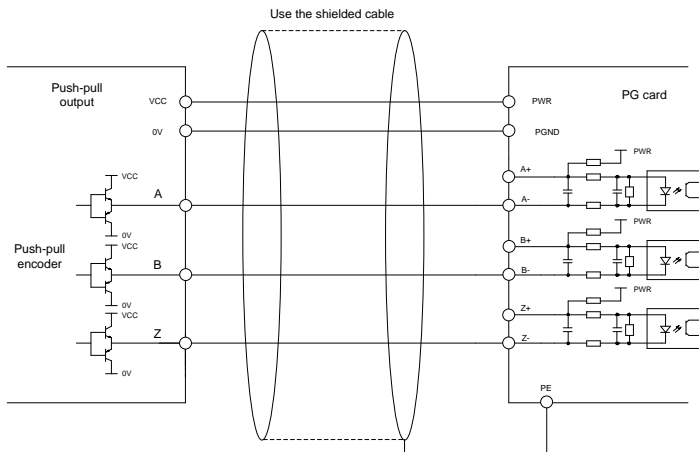 Use the shielded cable
Push-pull
output
VCC
0V
PWR
PGND
PG card
VCC
A
0V
A+
A-
PWR
Push-pull
encoder
VCC
B
0V
B+
B-
PWR
VCC
Z
0V
Z+
Z-
PWR
PE